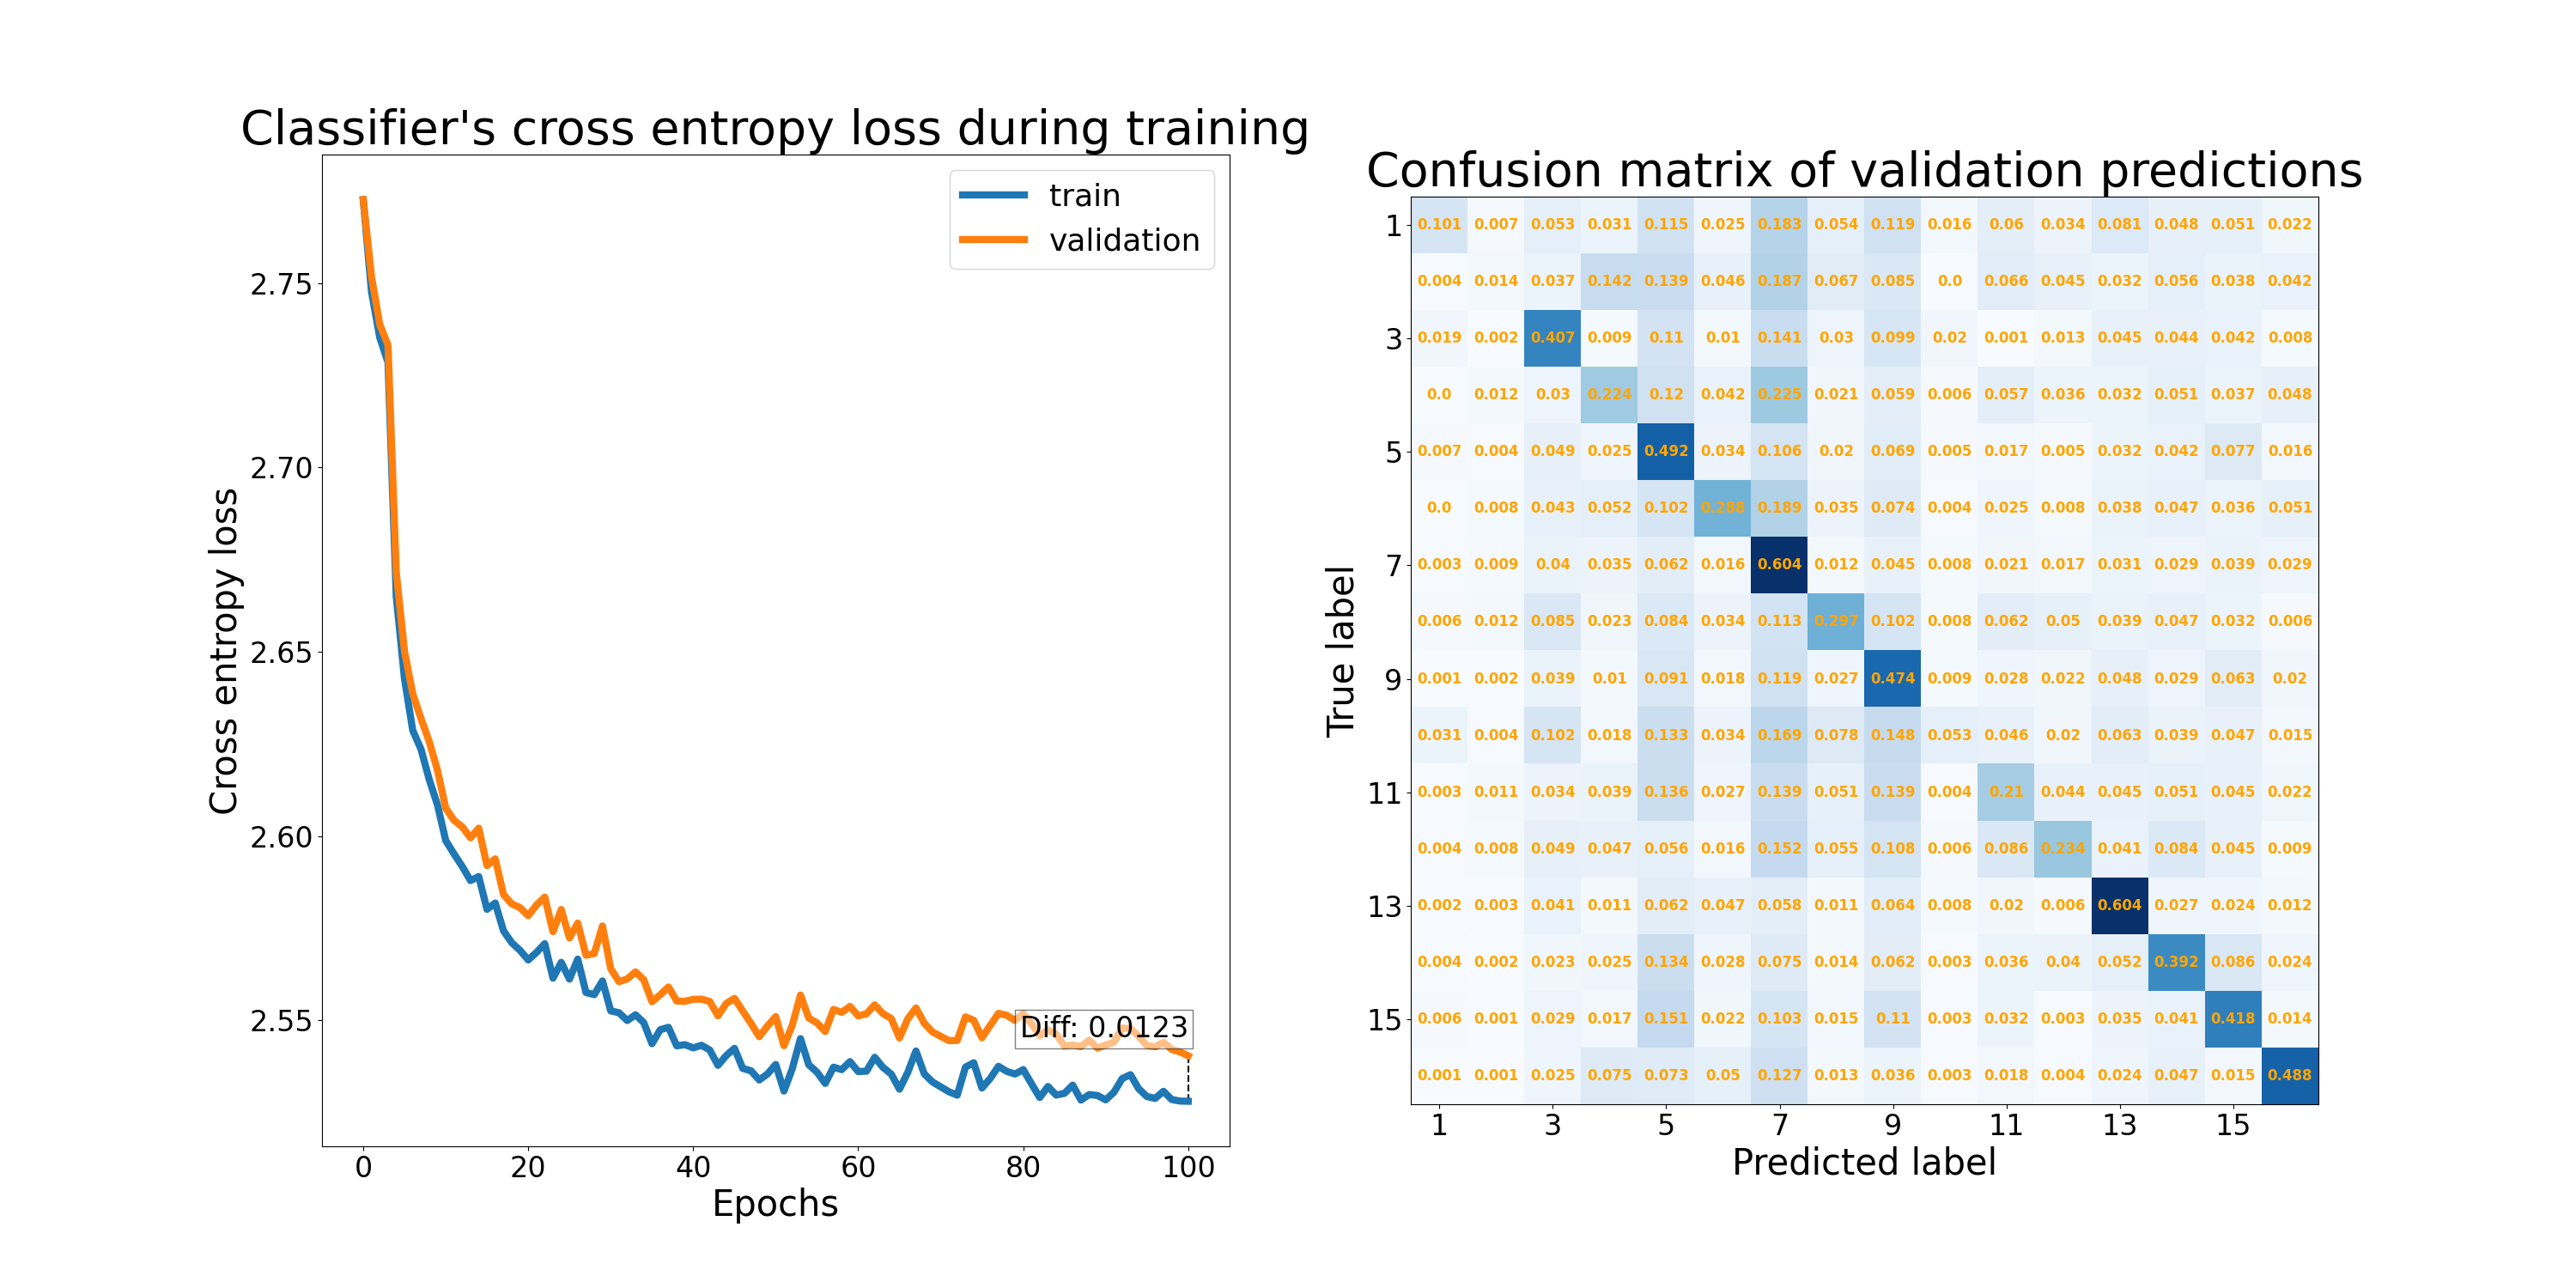 Classifier's cross entropy loss during training
train
validation
2.75
2.70
2.65
2.60
2.55
Cross entropy loss
Diff: 0.0123
0 20 40 60 80 100
Epochs
Confusion matrix of validation predictions
True label
1 0.101 0.007 0.053 0.031 0.115 0.025 0.183 0.054 0.119 0.016 0.06 0.034 0.081 0.048 0.051 0.022
0.004 0.014 0.037 0.142 0.139 0.046 0.187 0.067 0.085 0.0 0.066 0.045 0.032 0.056 0.038 0.042
3 0.019 0.002 0.407 0.009 0.11 0.01 0.141 0.03 0.099 0.02 0.001 0.013 0.045 0.044 0.042 0.008
0.0 0.012 0.03 0.224 0.12 0.042 0.225 0.021 0.059 0.006 0.057 0.036 0.032 0.051 0.037 0.048
5 0.007 0.004 0.049 0.025 0.492 0.034 0.106 0.02 0.069 0.005 0.017 0.005 0.032 0.042 0.077 0.016
0.0 0.008 0.043 0.052 0.102 0.288 0.189 0.035 0.074 0.004 0.025 0.008 0.038 0.047 0.036 0.051
7 0.003 0.009 0.04 0.035 0.062 0.016 0.604 0.012 0.045 0.008 0.021 0.017 0.031 0.029 0.039 0.029
0.006 0.012 0.085 0.023 0.084 0.034 0.113 0.297 0.102 0.008 0.062 0.05 0.039 0.047 0.032 0.006
9 0.001 0.002 0.039 0.01 0.091 0.018 0.119 0.027 0.474 0.009 0.028 0.022 0.048 0.029 0.063 0.02
0.031 0.004 0.102 0.018 0.133 0.034 0.169 0.078 0.148 0.053 0.046 0.02 0.063 0.039 0.047 0.015
11 0.003 0.011 0.034 0.039 0.136 0.027 0.139 0.051 0.139 0.004 0.21 0.044 0.045 0.051 0.045 0.022
0.004 0.008 0.049 0.047 0.056 0.016 0.152 0.055 0.108 0.006 0.086 0.234 0.041 0.084 0.045 0.009
13 0.002 0.003 0.041 0.011 0.062 0.047 0.058 0.011 0.064 0.008 0.02 0.006 0.604 0.027 0.024 0.012
0.004 0.002 0.023 0.025 0.134 0.028 0.075 0.014 0.062 0.003 0.036 0.04 0.052 0.392 0.086 0.024
15 0.006 0.001 0.029 0.017 0.151 0.022 0.103 0.015 0.11 0.003 0.032 0.003 0.035 0.041 0.418 0.014
0.001 0.001 0.025 0.075 0.073 0.05 0.127 0.013 0.036 0.003 0.018 0.004 0.024 0.047 0.015 0.488
1 3 5 7 9 11 13 15
Predicted label